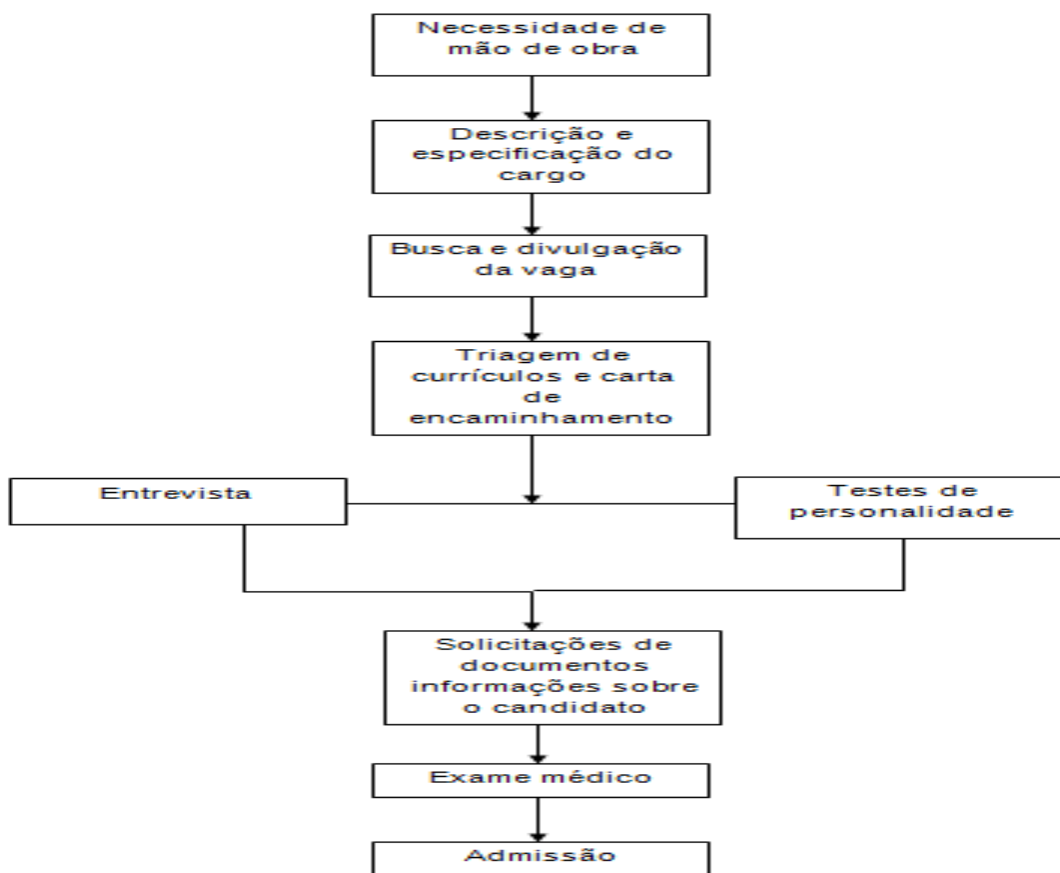 Necessidade de
mão de obra
Descrição e
especificação do
cargo
Busca e divulgação
da vaga
Triagem de
currículos e carta
de
encaminhamento
Entrevista
Testes de
personalidade
Solicitações de
documentos
informações sobre
o candidato
Exame médico
Admissão